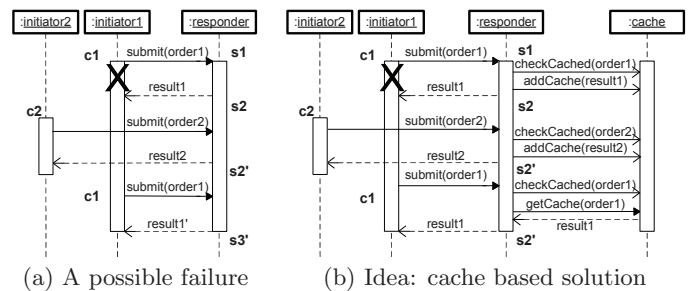 :initiator2
:initiator1
:responder
c1
s1
submit(order1)
X
result1
s2
c2
submit(order2)
result2
s2'
c1
submit(order1)
result1'
s3'
(a) A possible failure
:initiator2
:initiator1
:responder
:cache
c1
s1
submit(order1)
checkCached(order1)
X
addCache(result1)
result1
s2
c2
submit(order2)
checkCached(order2)
addCache(result2)
result2
s2'
submit(order1)
checkCached(order1)
c1
getCache(order1)
result1
result1
s2'
(b) Idea: cache based solution